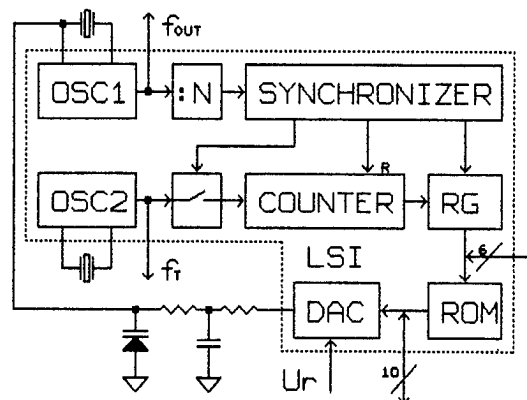 fOUT
OSC1
:N
SYNCHRONIZER
R
OSC2
COUNTER
RG
fT
LSI
6
DAC
ROM
Ur
10